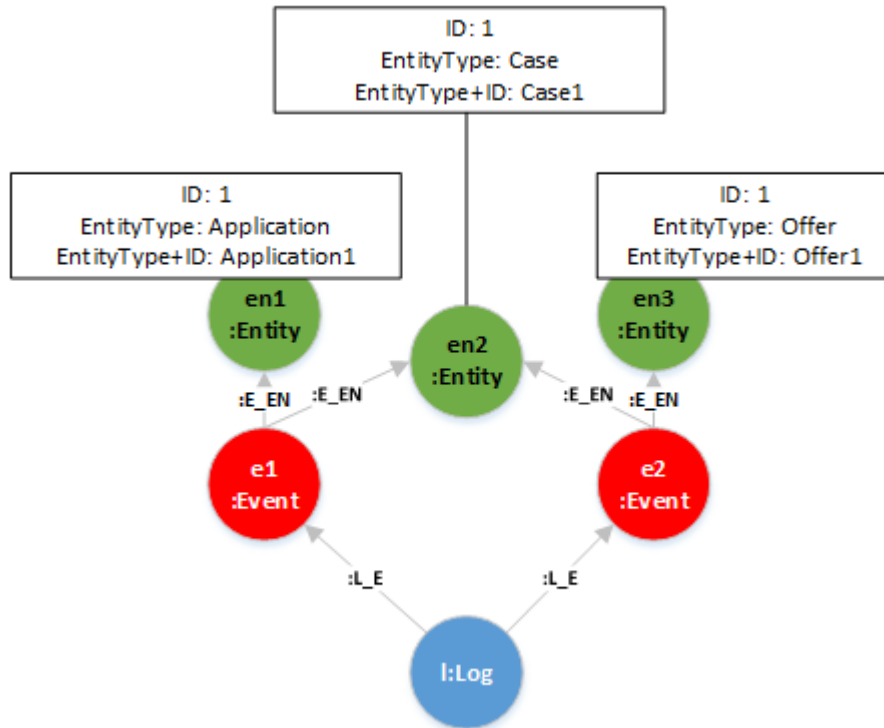 ID: 1
EntityType: Case
EntityType+ID: Case1
ID: 1
EntityType: Application
EntityType+ID: Application1
ID: 1
EntityType: Offer
EntityType+ID: Offer1
en1
:Entity
en2
:Entity
en3
:Entity
:E_EN
:E_EN
:E_EN
:E_EN
e1
:Event
e2
:Event
:L_E
:L_E
l:Log